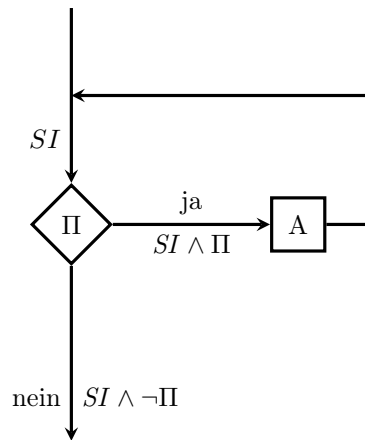 SI
ja
Π
A
SI ∧ Π
nein
SI ∧ ¬Π